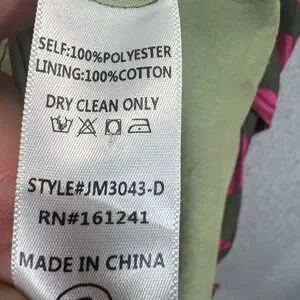 SELF:100%POLYESTER
LINING:100%COTTON
DRY CLEAN ONLY
STYLE#JM3043-D
RN#161241
MADE IN CHINA